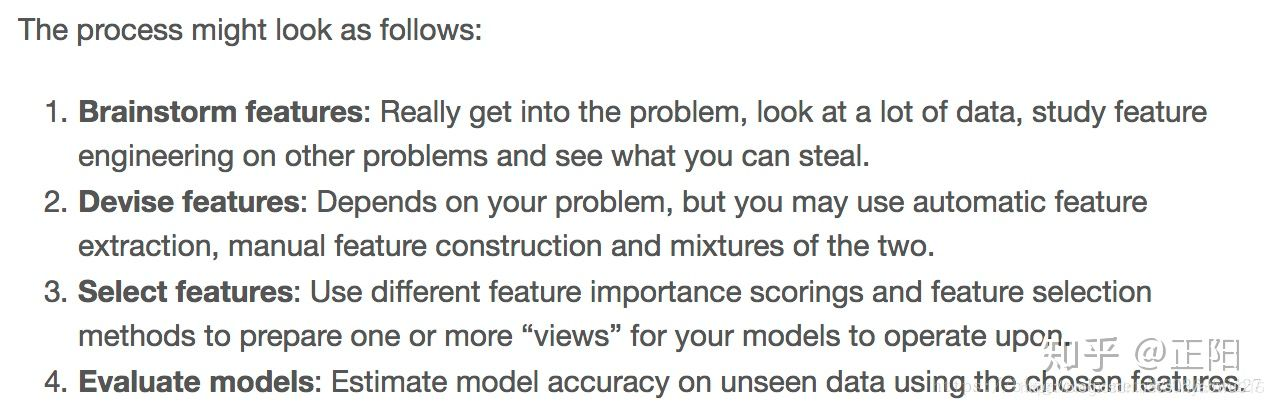 The process might look as follows:
1. Brainstorm features: Really get into the problem, look at a lot of data, study feature
engineering on other problems and see what you can steal.
2. Devise features: Depends on your problem, but you may use automatic feature
extraction, manual feature construction and mixtures of the two.
3. Select features: Use different feature importance scorings and feature selection
methods to prepare one or more “views” for your models to operate upon.
知乎 @正阳
4. Evaluate models: Estimate model accuracy on unseen data using the chosen features.